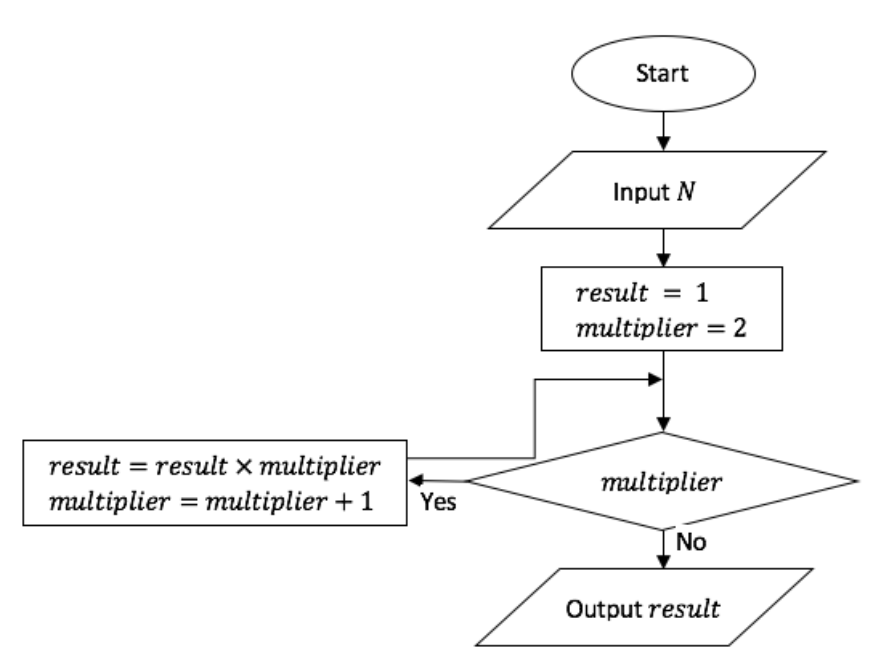 Start
Input N
result = 1
multiplier = 2
result = result × multiplier
multiplier = multiplier + 1
Yes
multiplier
No
Output result